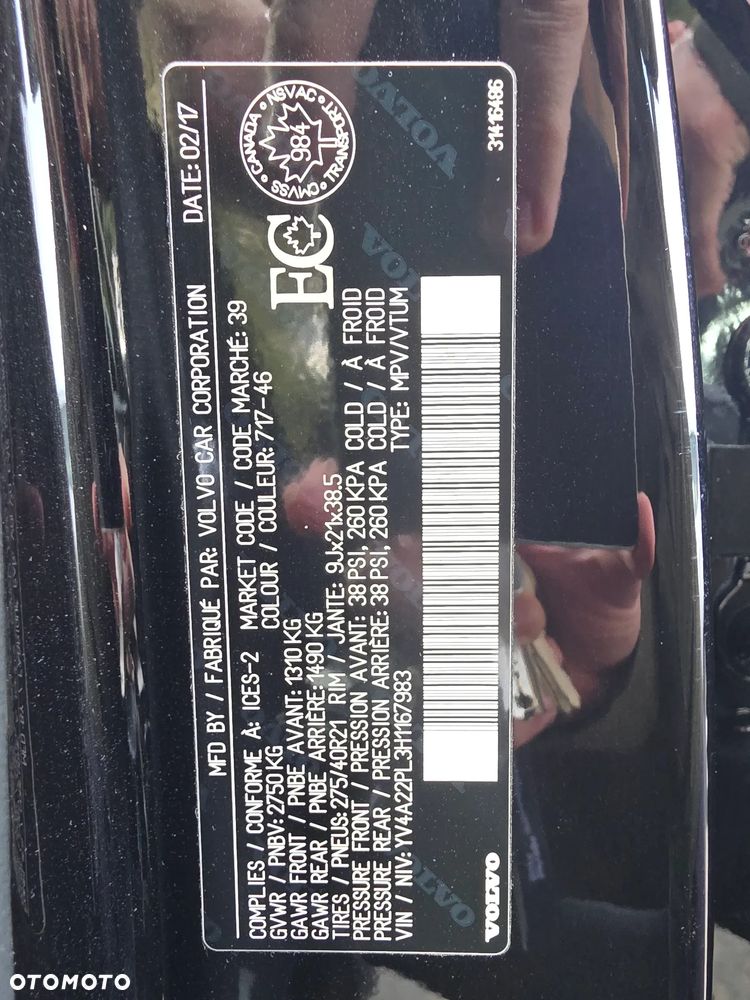 MFD BY / FABRIQUÉ PAR: VOLVO CAR CORPORATION DATE: 02/17
COMPLIES / CONFORME À: ICES-2 MARKET CODE / CODE MARCHÉ: 39
GVWR / PNBV: 2750 KG COLOUR / COULEUR: 717-46
GAWR FRONT / PNBE AVANT: 1310 KG
GAWR REAR / PNBE ARRIÈRE: 1490 KG
TIRES / PNEUS: 275/40R21 RIM / JANTE: 9Jx21x38.5
PRESSURE FRONT / PRESSION AVANT: 38 PSI, 260 KPA COLD / À FROID
PRESSURE REAR / PRESSION ARRIÈRE: 38 PSI, 260 KPA COLD / À FROID
VIN / NIV: YV4A22PL3H1167983 TYPE: MPV/VTUM
CANADA • NSVAC • TRANSPORT • CMVSS
984
EC
VOLVO
31416486
VOLVO
VOLVO
VOLVO
OTOMOTO